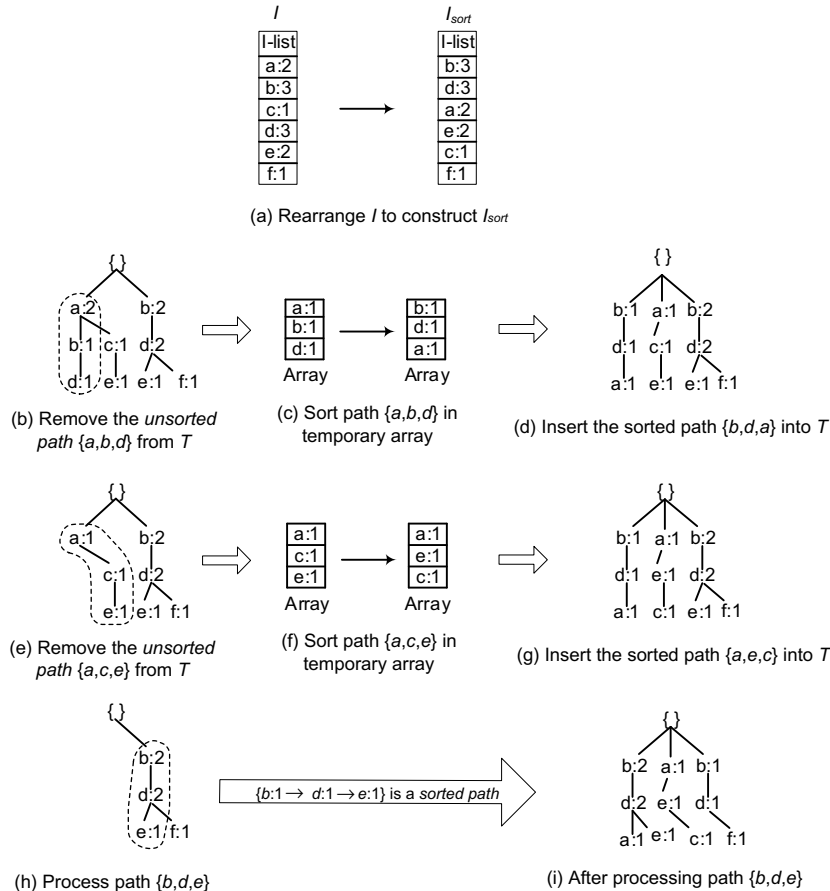 I I sort
I-list I-list
a:2 b:3
b:3 d:3
c:1 a:2
d:3 e:2
e:2 c:1
f:1 f:1
(a) Rearrange I to construct Isort
{ } { }
a:2 b:2 a:1 b:1 b:1 a:1 b:2
b:1 c:1 d:2 b:1 d:1 d:1 c:1 d:2
d:1 e:1 e:1 f:1 d:1 a:1 a:1 e:1 e:1 f:1
Array Array
(b) Remove the unsorted path {a,b,d} from T
(c) Sort path {a,b,d} in temporary array
(d) Insert the sorted path {b,d,a} into T
{ } { }
a:1 b:2 a:1 a:1 b:1 a:1 b:2
c:1 d:2 c:1 e:1 d:1 e:1 d:2
e:1 e:1 f:1 e:1 c:1 a:1 c:1 e:1 f:1
Array Array
(e) Remove the unsorted path {a,c,e} from T
(f) Sort path {a,c,e} in temporary array
(g) Insert the sorted path {a,e,c} into T
{ } { }
b:2 b:2 a:1 b:1
d:2 {b:1→ d:1→e:1} is a sorted path d:2 e:1 d:1
e:1 f:1 a:1 e:1 c:1 f:1
(h) Process path {b,d,e} (i) After processing path {b,d,e}